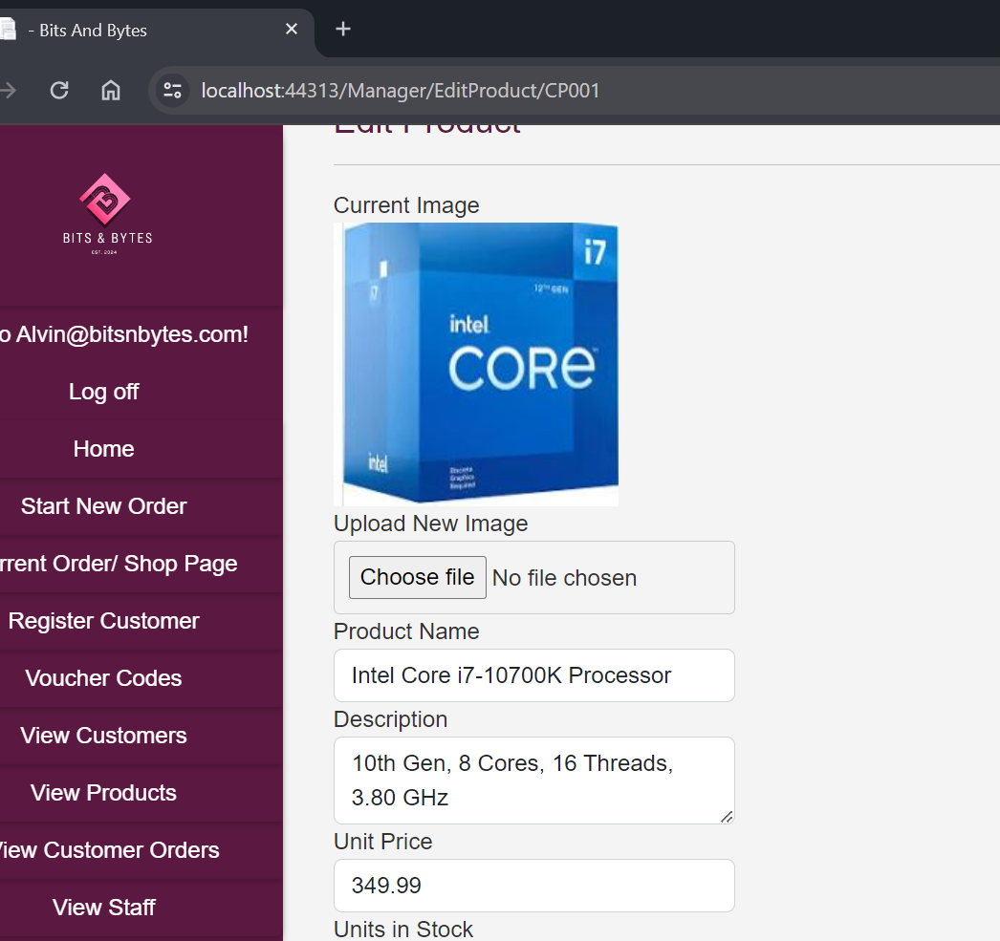 - Bits And Bytes
localhost:44313/Manager/EditProduct/CP001
Edit Product
BITS & BYTES
EST. 2024
o Alvin@bitsnbytes.com!
Log off
Home
Start New Order
rrent Order/ Shop Page
Register Customer
Voucher Codes
View Customers
View Products
View Customer Orders
View Staff
Current Image
i7
12TH GEN
i7
intel
CORE
intel
Discrete
Graphics
Required
Upload New Image
Choose file No file chosen
Product Name
Intel Core i7-10700K Processor
Description
10th Gen, 8 Cores, 16 Threads,
3.80 GHz
Unit Price
349.99
Units in Stock